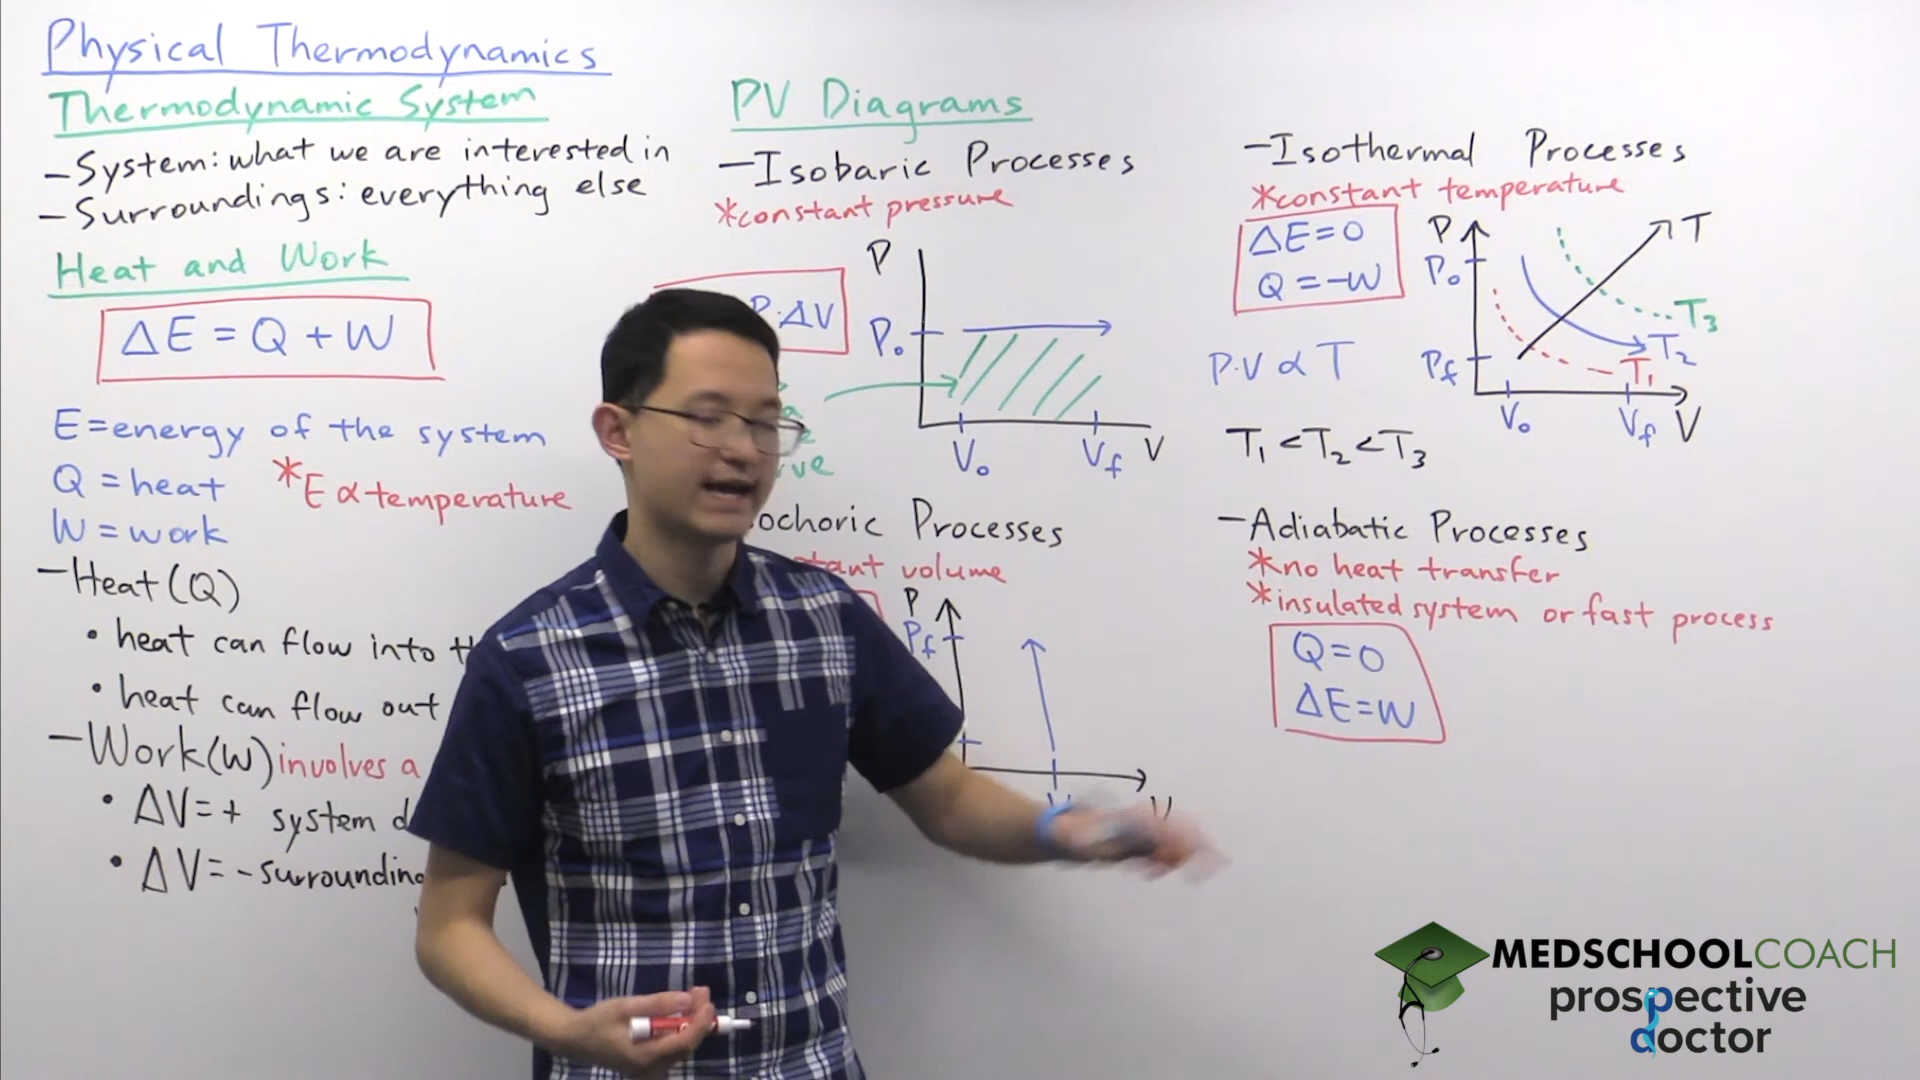 Physical Thermodynamics
Thermodynamic System
- System: what we are interested in
- Surroundings: everything else
Heat and Work
ΔE = Q + W
E = energy of the system
Q = heat
*E ∝ temperature
W = work
- Heat (Q)
• heat can flow into
• heat can flow out
- Work (W) involves a
• ΔV = + system
• ΔV = - surrounding
PV Diagrams
- Isobaric Processes
*constant pressure
P·ΔV
P
P₀
V₀
Vf
V
ochoric Processes
tant volume
P
Pf
V
- Isothermal Processes
*constant temperature
ΔE = 0
Q = -W
P
T
P₀
T₃
P·V ∝ T
Pf
T₂
T₁
V₀
Vf
V
T₁ < T₂ < T₃
- Adiabatic Processes
*no heat transfer
*insulated system or fast process
Q = 0
ΔE = W
MEDSCHOOLCOACH
prospective
doctor